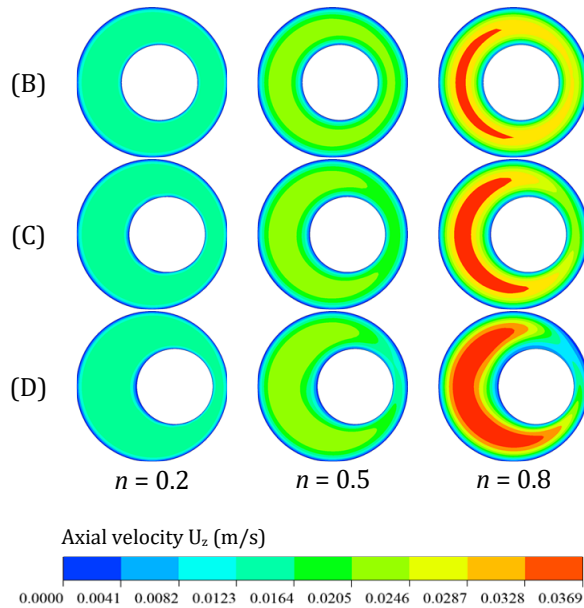 (B)
(C)
(D)
n = 0.2 n = 0.5 n = 0.8
Axial velocity Uz (m/s)
0.0000 0.0041 0.0082 0.0123 0.0164 0.0205 0.0246 0.0287 0.0328 0.0369